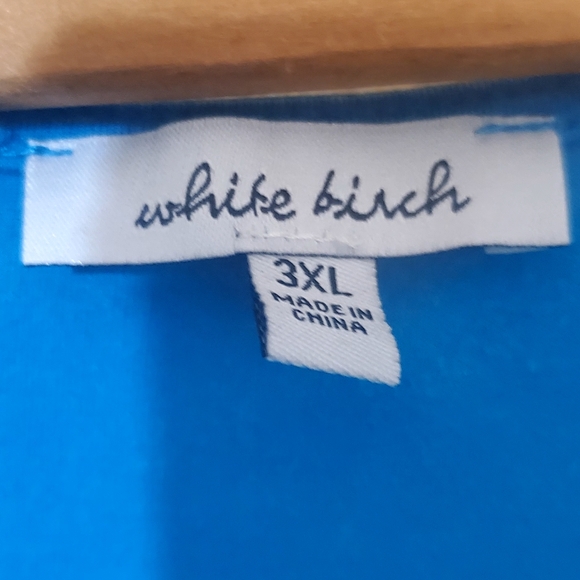 white birch
3XL
MADE IN
CHINA